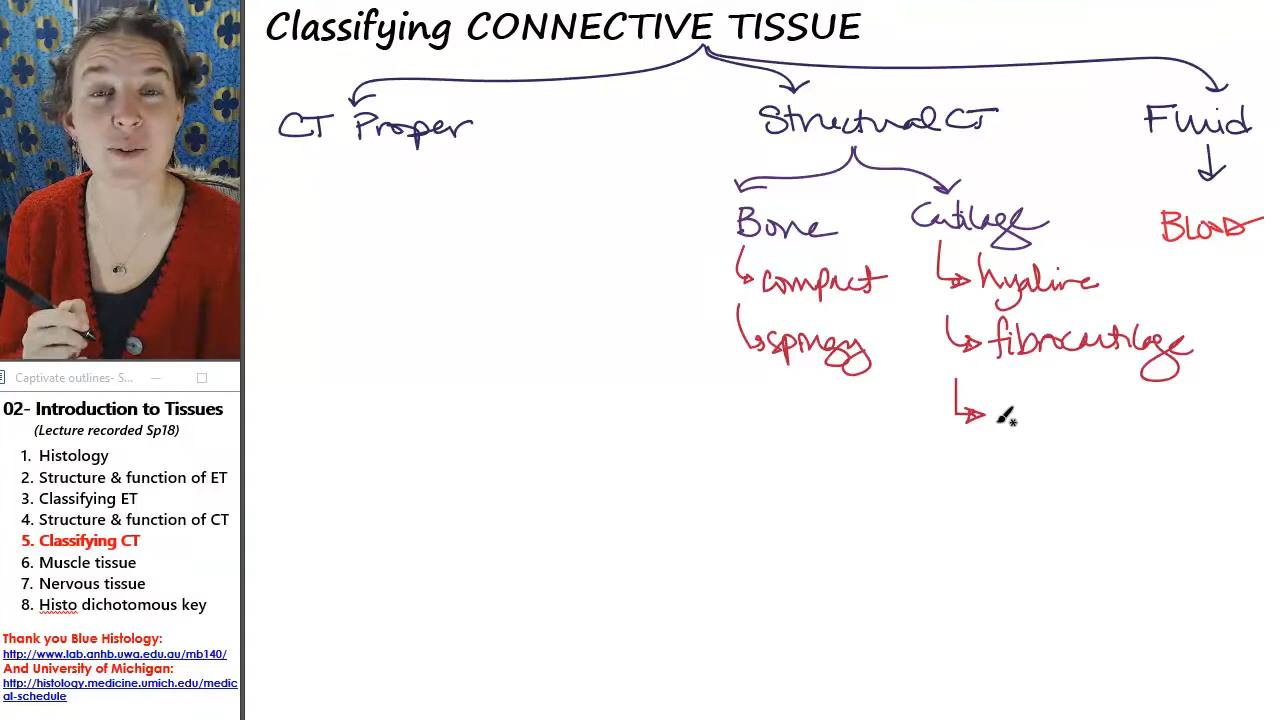 Classifying CONNECTIVE TISSUE
CT Proper
Structural CT
Fluid
Bone
Cartilage
BLOOD
compact
hyaline
spongy
fibrocartilage
Captivate outlines- S...
02- Introduction to Tissues
(Lecture recorded Sp18)
1. Histology
2. Structure & function of ET
3. Classifying ET
4. Structure & function of CT
5. Classifying CT
6. Muscle tissue
7. Nervous tissue
8. Histo dichotomous key
Thank you Blue Histology:
http://www.lab.anhb.uwa.edu.au/mb140/
And University of Michigan:
http://histology.medicine.umich.edu/medic
al-schedule